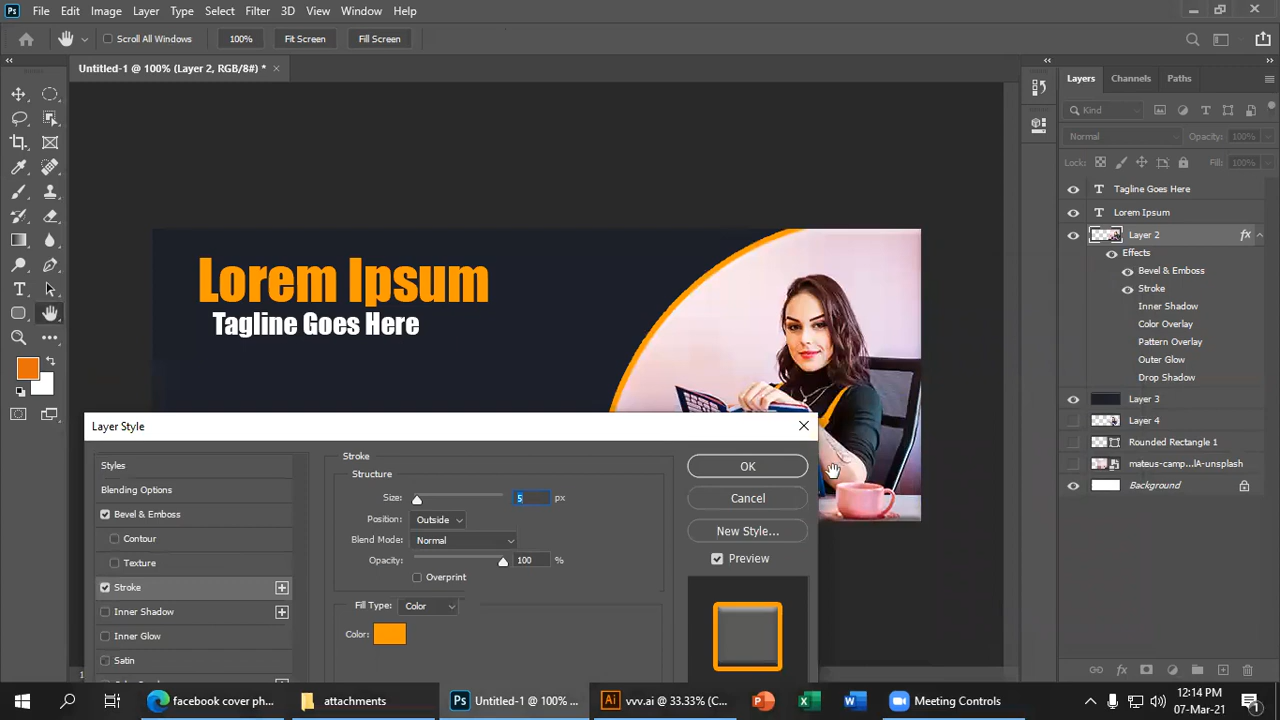 Ps File Edit Image Layer Type Select Filter 3D View Window Help
Scroll All Windows 100% Fit Screen Fill Screen
Untitled-1 @ 100% (Layer 2, RGB/8#) * ×
Layers Channels Paths
Kind
Normal Opacity: 100%
Lock: Fill: 100%
T Tagline Goes Here
T Lorem Ipsum
Layer 2 fx
Effects
Bevel & Emboss
Stroke
Inner Shadow
Color Overlay
Pattern Overlay
Outer Glow
Drop Shadow
Layer 3
Layer 4
Rounded Rectangle 1
mateus-camp...lA-unsplash
Background
Lorem Ipsum
Tagline Goes Here
Layer Style
Styles
Blending Options
Bevel & Emboss
Contour
Texture
Stroke
Inner Shadow
Inner Glow
Satin
Stroke
Structure
Size: 5 px
Position: Outside
Blend Mode: Normal
Opacity: 100 %
Overprint
Fill Type: Color
Color:
OK
Cancel
New Style...
Preview
facebook cover ph...
attachments
Ps Untitled-1 @ 100% ...
Ai vvv.ai @ 33.33% (C...
Meeting Controls
12:14 PM
07-Mar-21